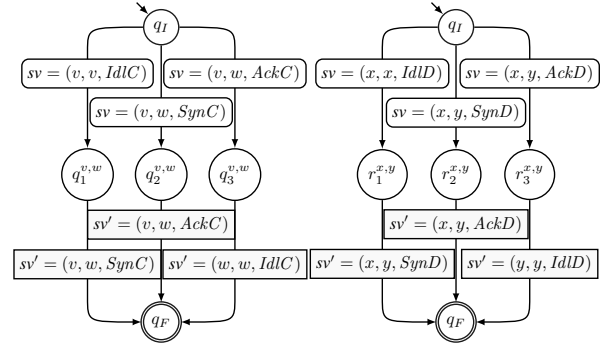 q_I q_I
sv = (v, v, IdlC) sv = (v, w, AckC) sv = (x, x, IdlD) sv = (x, y, AckD)
sv = (v, w, SynC) sv = (x, y, SynD)
q_1^{v,w} q_2^{v,w} q_3^{v,w} r_1^{x,y} r_2^{x,y} r_3^{x,y}
sv′ = (v, w, AckC) sv′ = (x, y, AckD)
sv′ = (v, w, SynC) sv′ = (w, w, IdlC) sv′ = (x, y, SynD) sv′ = (y, y, IdlD)
q_F q_F